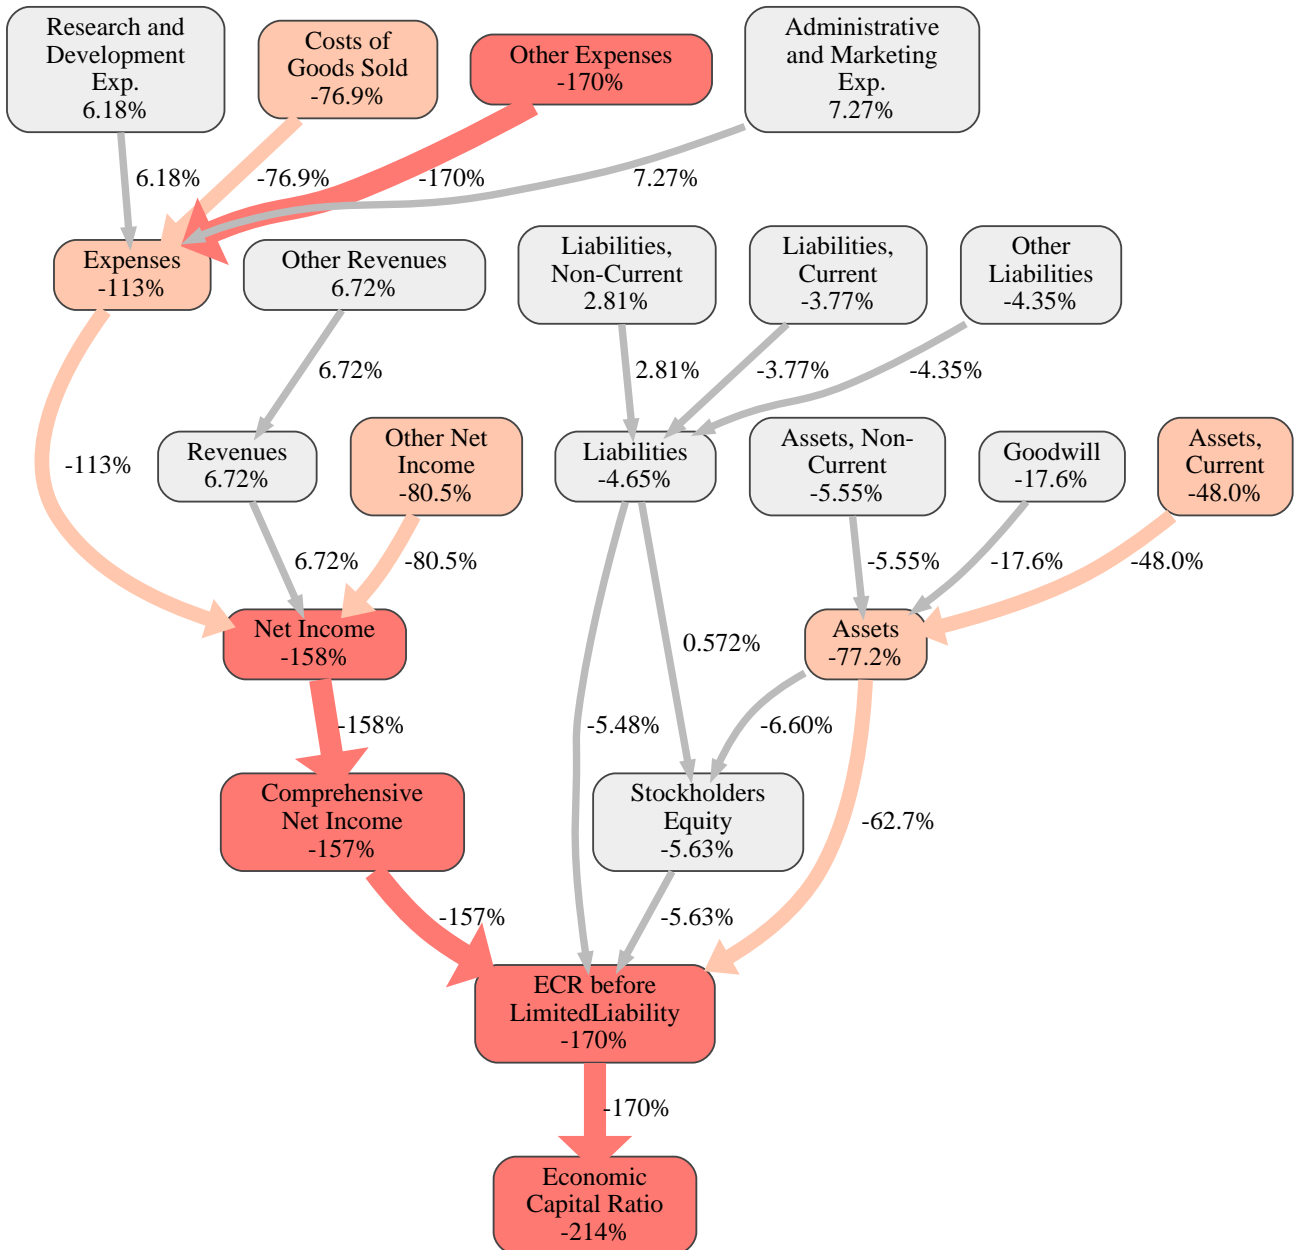 Research and
Development
Exp.
6.18%
Costs of
Goods Sold
-76.9%
Other Expenses
-170%
Administrative
and Marketing
Exp.
7.27%
6.18%
-76.9%
-170%
7.27%
Expenses
-113%
Other Revenues
6.72%
Liabilities,
Non-Current
2.81%
Liabilities,
Current
-3.77%
Other
Liabilities
-4.35%
6.72%
2.81%
-3.77%
-4.35%
-113%
Revenues
6.72%
Other Net
Income
-80.5%
Liabilities
-4.65%
Assets, Non-
Current
-5.55%
Goodwill
-17.6%
Assets,
Current
-48.0%
6.72%
-80.5%
-5.55%
-17.6%
-48.0%
Net Income
-158%
0.572%
Assets
-77.2%
-158%
-5.48%
-6.60%
Comprehensive
Net Income
-157%
Stockholders
Equity
-5.63%
-62.7%
-157%
-5.63%
ECR before
LimitedLiability
-170%
-170%
Economic
Capital Ratio
-214%